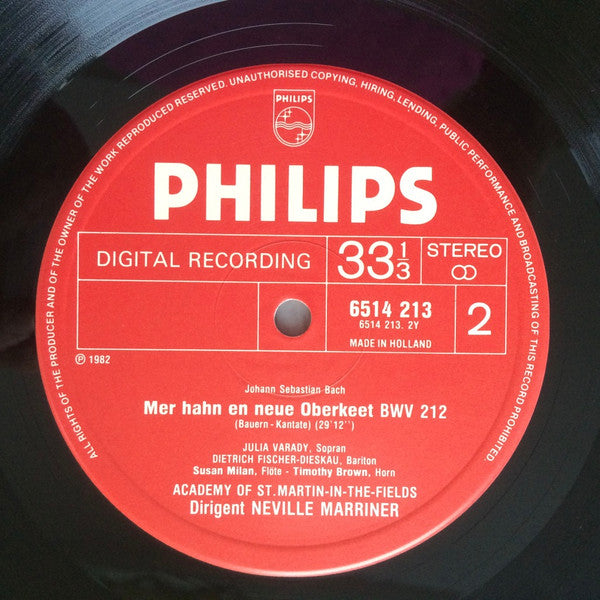 ALL RIGHTS OF THE PRODUCER AND OF THE OWNER OF THE WORK REPRODUCED RESERVED. UNAUTHORISED COPYING, HIRING, LENDING, PUBLIC PERFORMANCE AND BROADCASTING OF THIS RECORD PROHIBITED.
PHILIPS
PHILIPS
DIGITAL RECORDING
33 1/3
STEREO
6514 213
6514 213. 2Y
MADE IN HOLLAND
2
Ⓟ 1982
Johann Sebastian Bach
Mer hahn en neue Oberkeet BWV 212
(Bauern-Kantate) (29'12'')
JULIA VARADY, Sopran
DIETRICH FISCHER-DIESKAU, Bariton
Susan Milan, Flöte - Timothy Brown, Horn
ACADEMY OF ST. MARTIN-IN-THE-FIELDS
Dirigent NEVILLE MARRINER